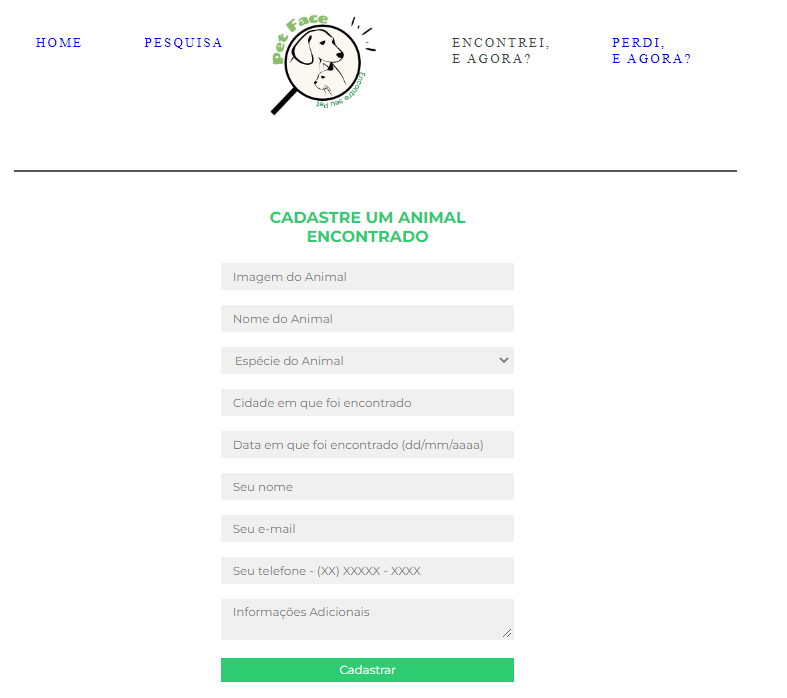 HOME
PESQUISA
Pet Face
Encontre seu pet
ENCONTREI,
E AGORA?
PERDI,
E AGORA?
CADASTRE UM ANIMAL
ENCONTRADO
Imagem do Animal
Nome do Animal
Espécie do Animal
Cidade em que foi encontrado
Data em que foi encontrado (dd/mm/aaaa)
Seu nome
Seu e-mail
Seu telefone - (XX) XXXXX - XXXX
Informações Adicionais
Cadastrar